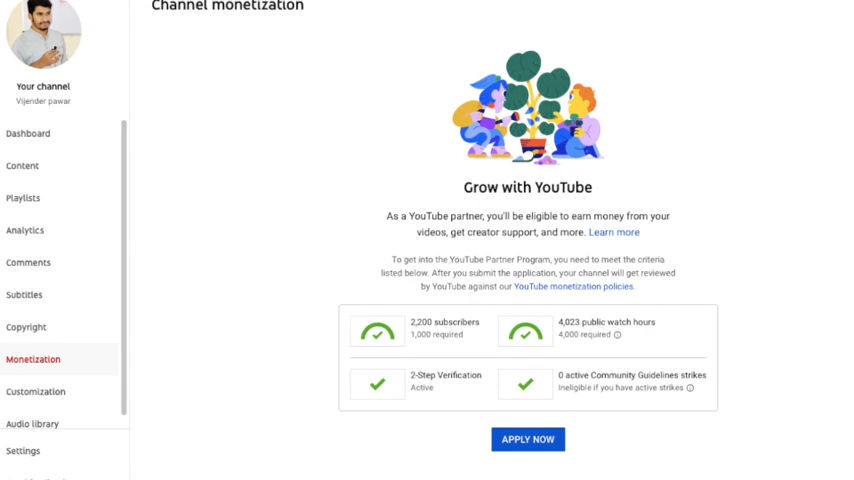 Channel monetization
Your channel
Vijender pawar
Dashboard
Content
Playlists
Analytics
Comments
Subtitles
Copyright
Monetization
Customization
Audio library
Settings
Grow with YouTube
As a YouTube partner, you'll be eligible to earn money from your
videos, get creator support, and more. Learn more
To get into the YouTube Partner Program, you need to meet the criteria
listed below. After you submit the application, your channel will get reviewed
by YouTube against our YouTube monetization policies.
2,200 subscribers
1,000 required
4,023 public watch hours
4,000 required
2-Step Verification
Active
0 active Community Guidelines strikes
Ineligible if you have active strikes
APPLY NOW